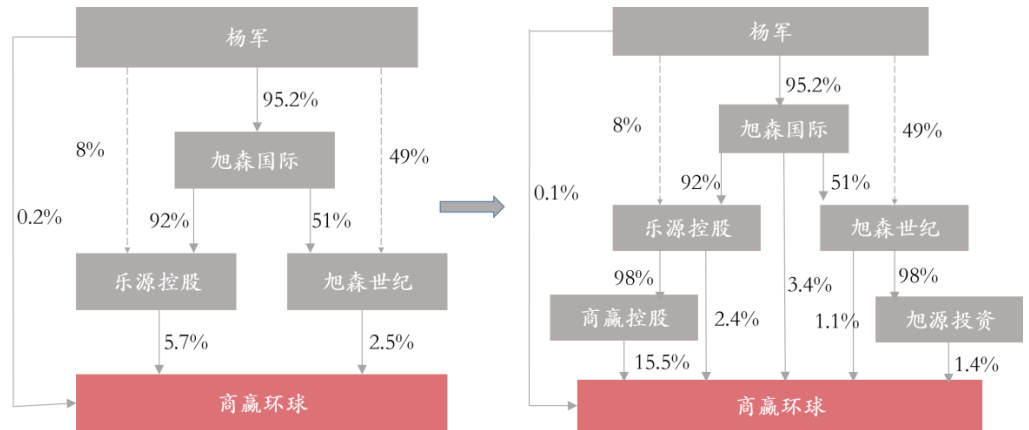 杨军
95.2%
8%
旭森国际
49%
0.2%
92%
51%
乐源控股
旭森世纪
5.7%
2.5%
商赢环球
杨军
95.2%
8%
旭森国际
49%
0.1%
92%
51%
乐源控股
旭森世纪
98%
3.4%
98%
商赢控股
2.4%
1.1%
旭源投资
15.5%
1.4%
商赢环球